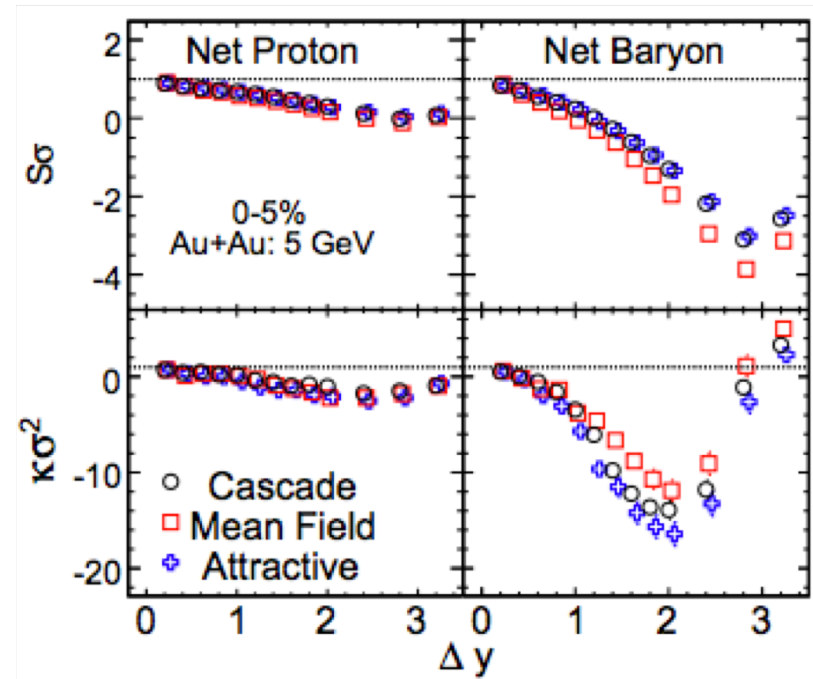 Net Proton
Net Baryon
2
0
-2
-4
Sσ
0-5%
Au+Au: 5 GeV
0
-10
-20
κσ²
Cascade
Mean Field
Attractive
0 1 2 3
0 1 2 3
Δ y